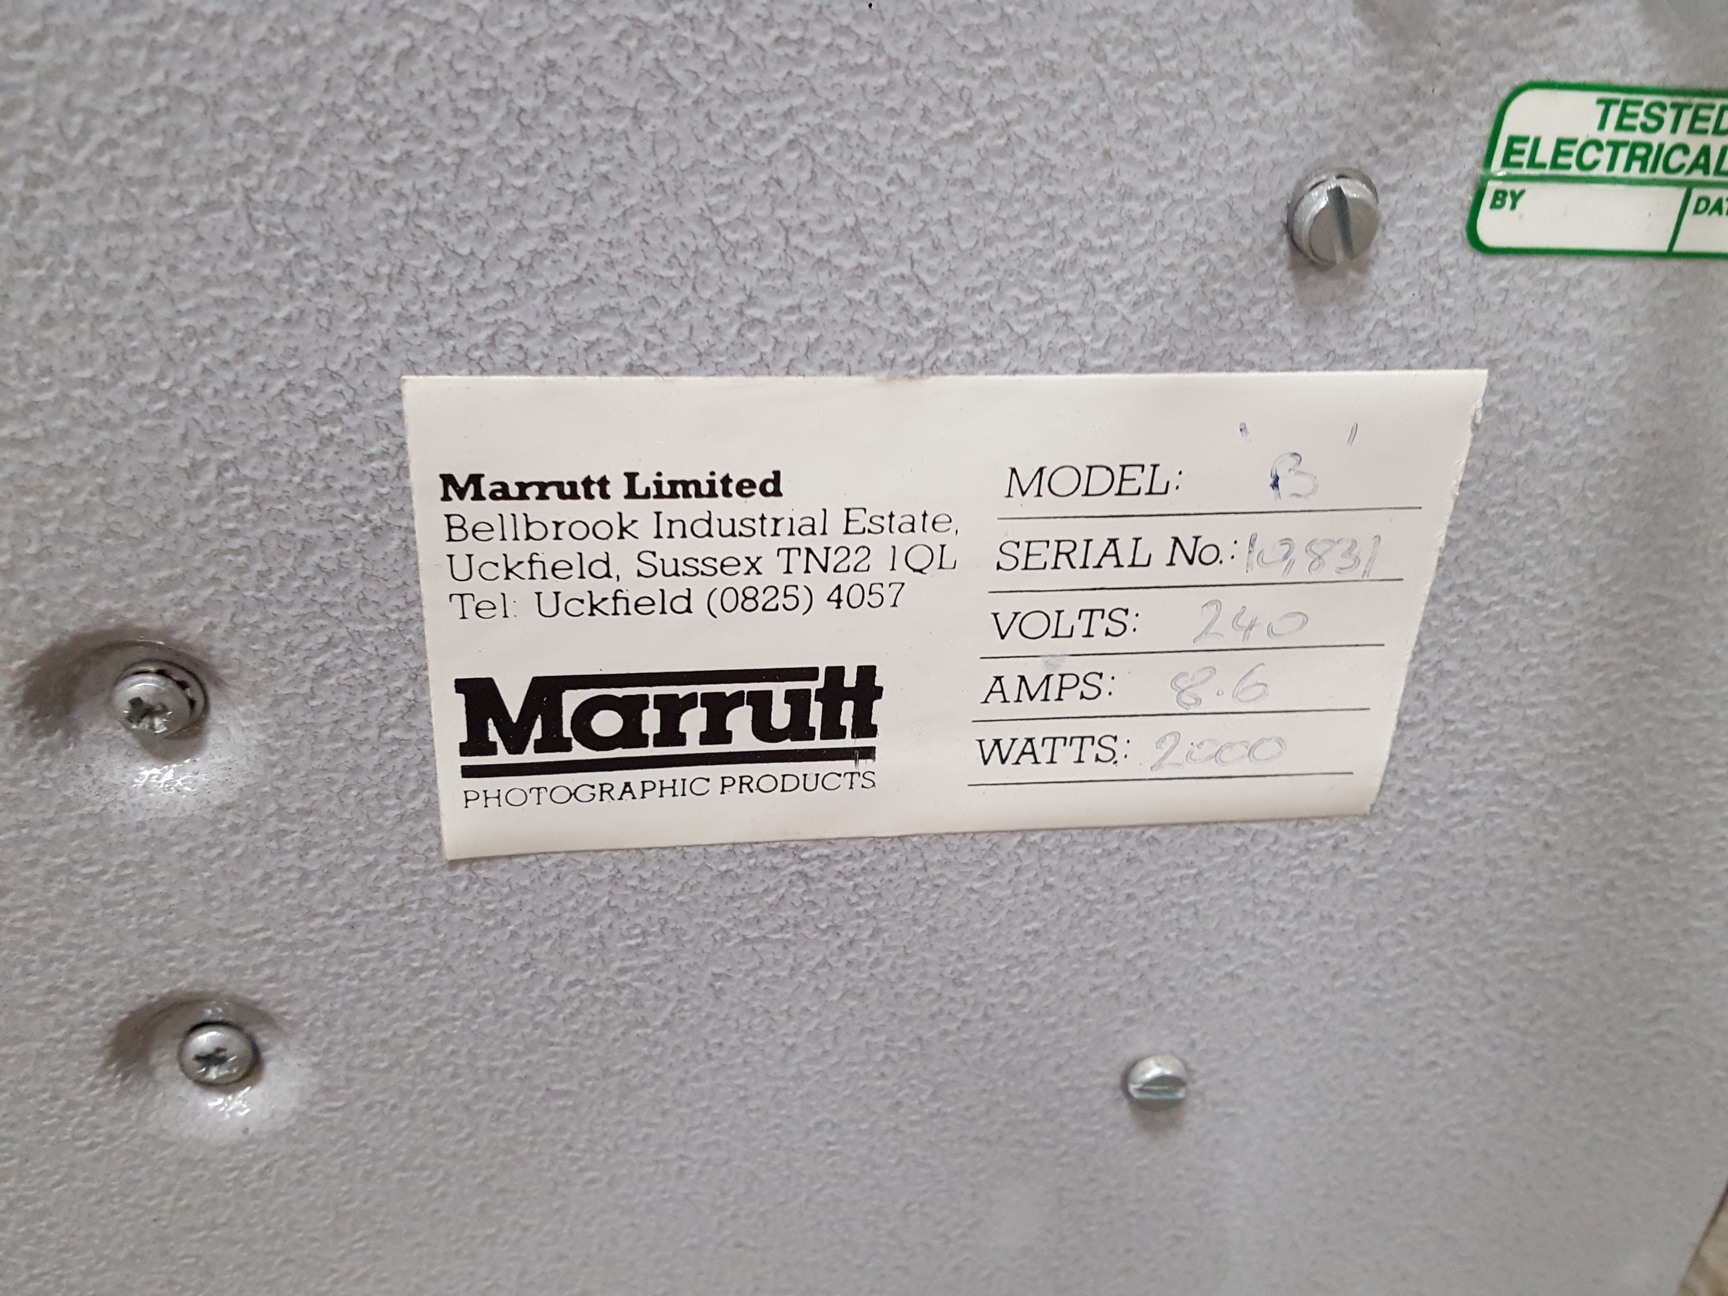 TESTED
ELECTRICAL
BY
DAT
Marrutt Limited
Bellbrook Industrial Estate,
Uckfield, Sussex TN22 1QL
Tel: Uckfield (0825) 4057
Marrutt
PHOTOGRAPHIC PRODUCTS
MODEL: 'B'
SERIAL No.:
VOLTS: 240
AMPS: 8.6
WATTS: 2000